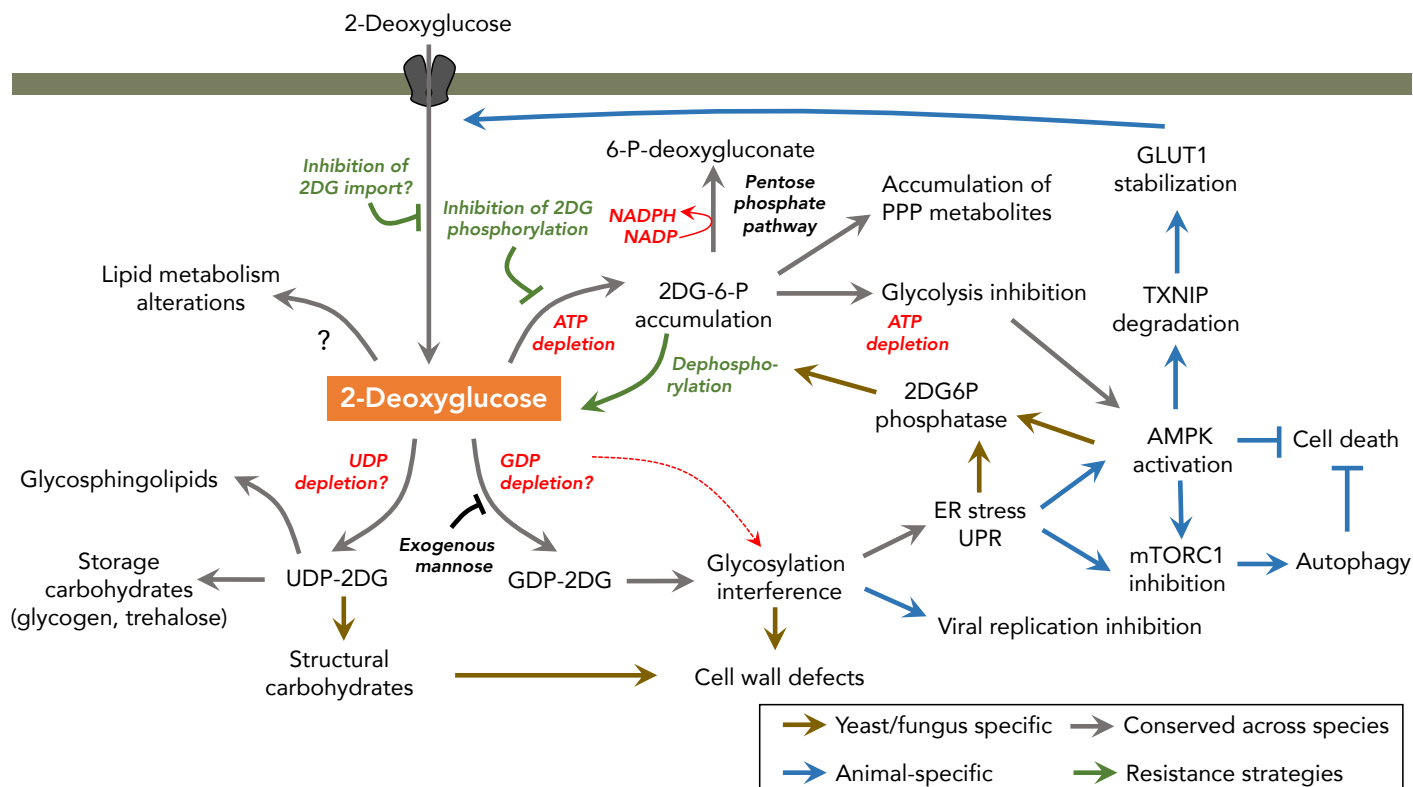 2-Deoxyglucose
Inhibition of
2DG import?
6-P-deoxygluconate
GLUT1
stabilization
Inhibition of 2DG
phosphorylation
NADPH
NADP
Pentose
phosphate
pathway
Accumulation of
PPP metabolites
Lipid metabolism
alterations
?
ATP
depletion
2DG-6-P
accumulation
Glycolysis inhibition
ATP
depletion
TXNIP
degradation
2-Deoxyglucose
Dephospho-
rylation
2DG6P
phosphatase
AMPK
activation
Cell death
Glycosphingolipids
UDP
depletion?
GDP
depletion?
Exogenous
mannose
ER stress
UPR
Storage
carbohydrates
(glycogen, trehalose)
UDP-2DG
GDP-2DG
Glycosylation
interference
mTORC1
inhibition
Autophagy
Viral replication inhibition
Structural
carbohydrates
Cell wall defects
Yeast/fungus specific
Conserved across species
Animal-specific
Resistance strategies